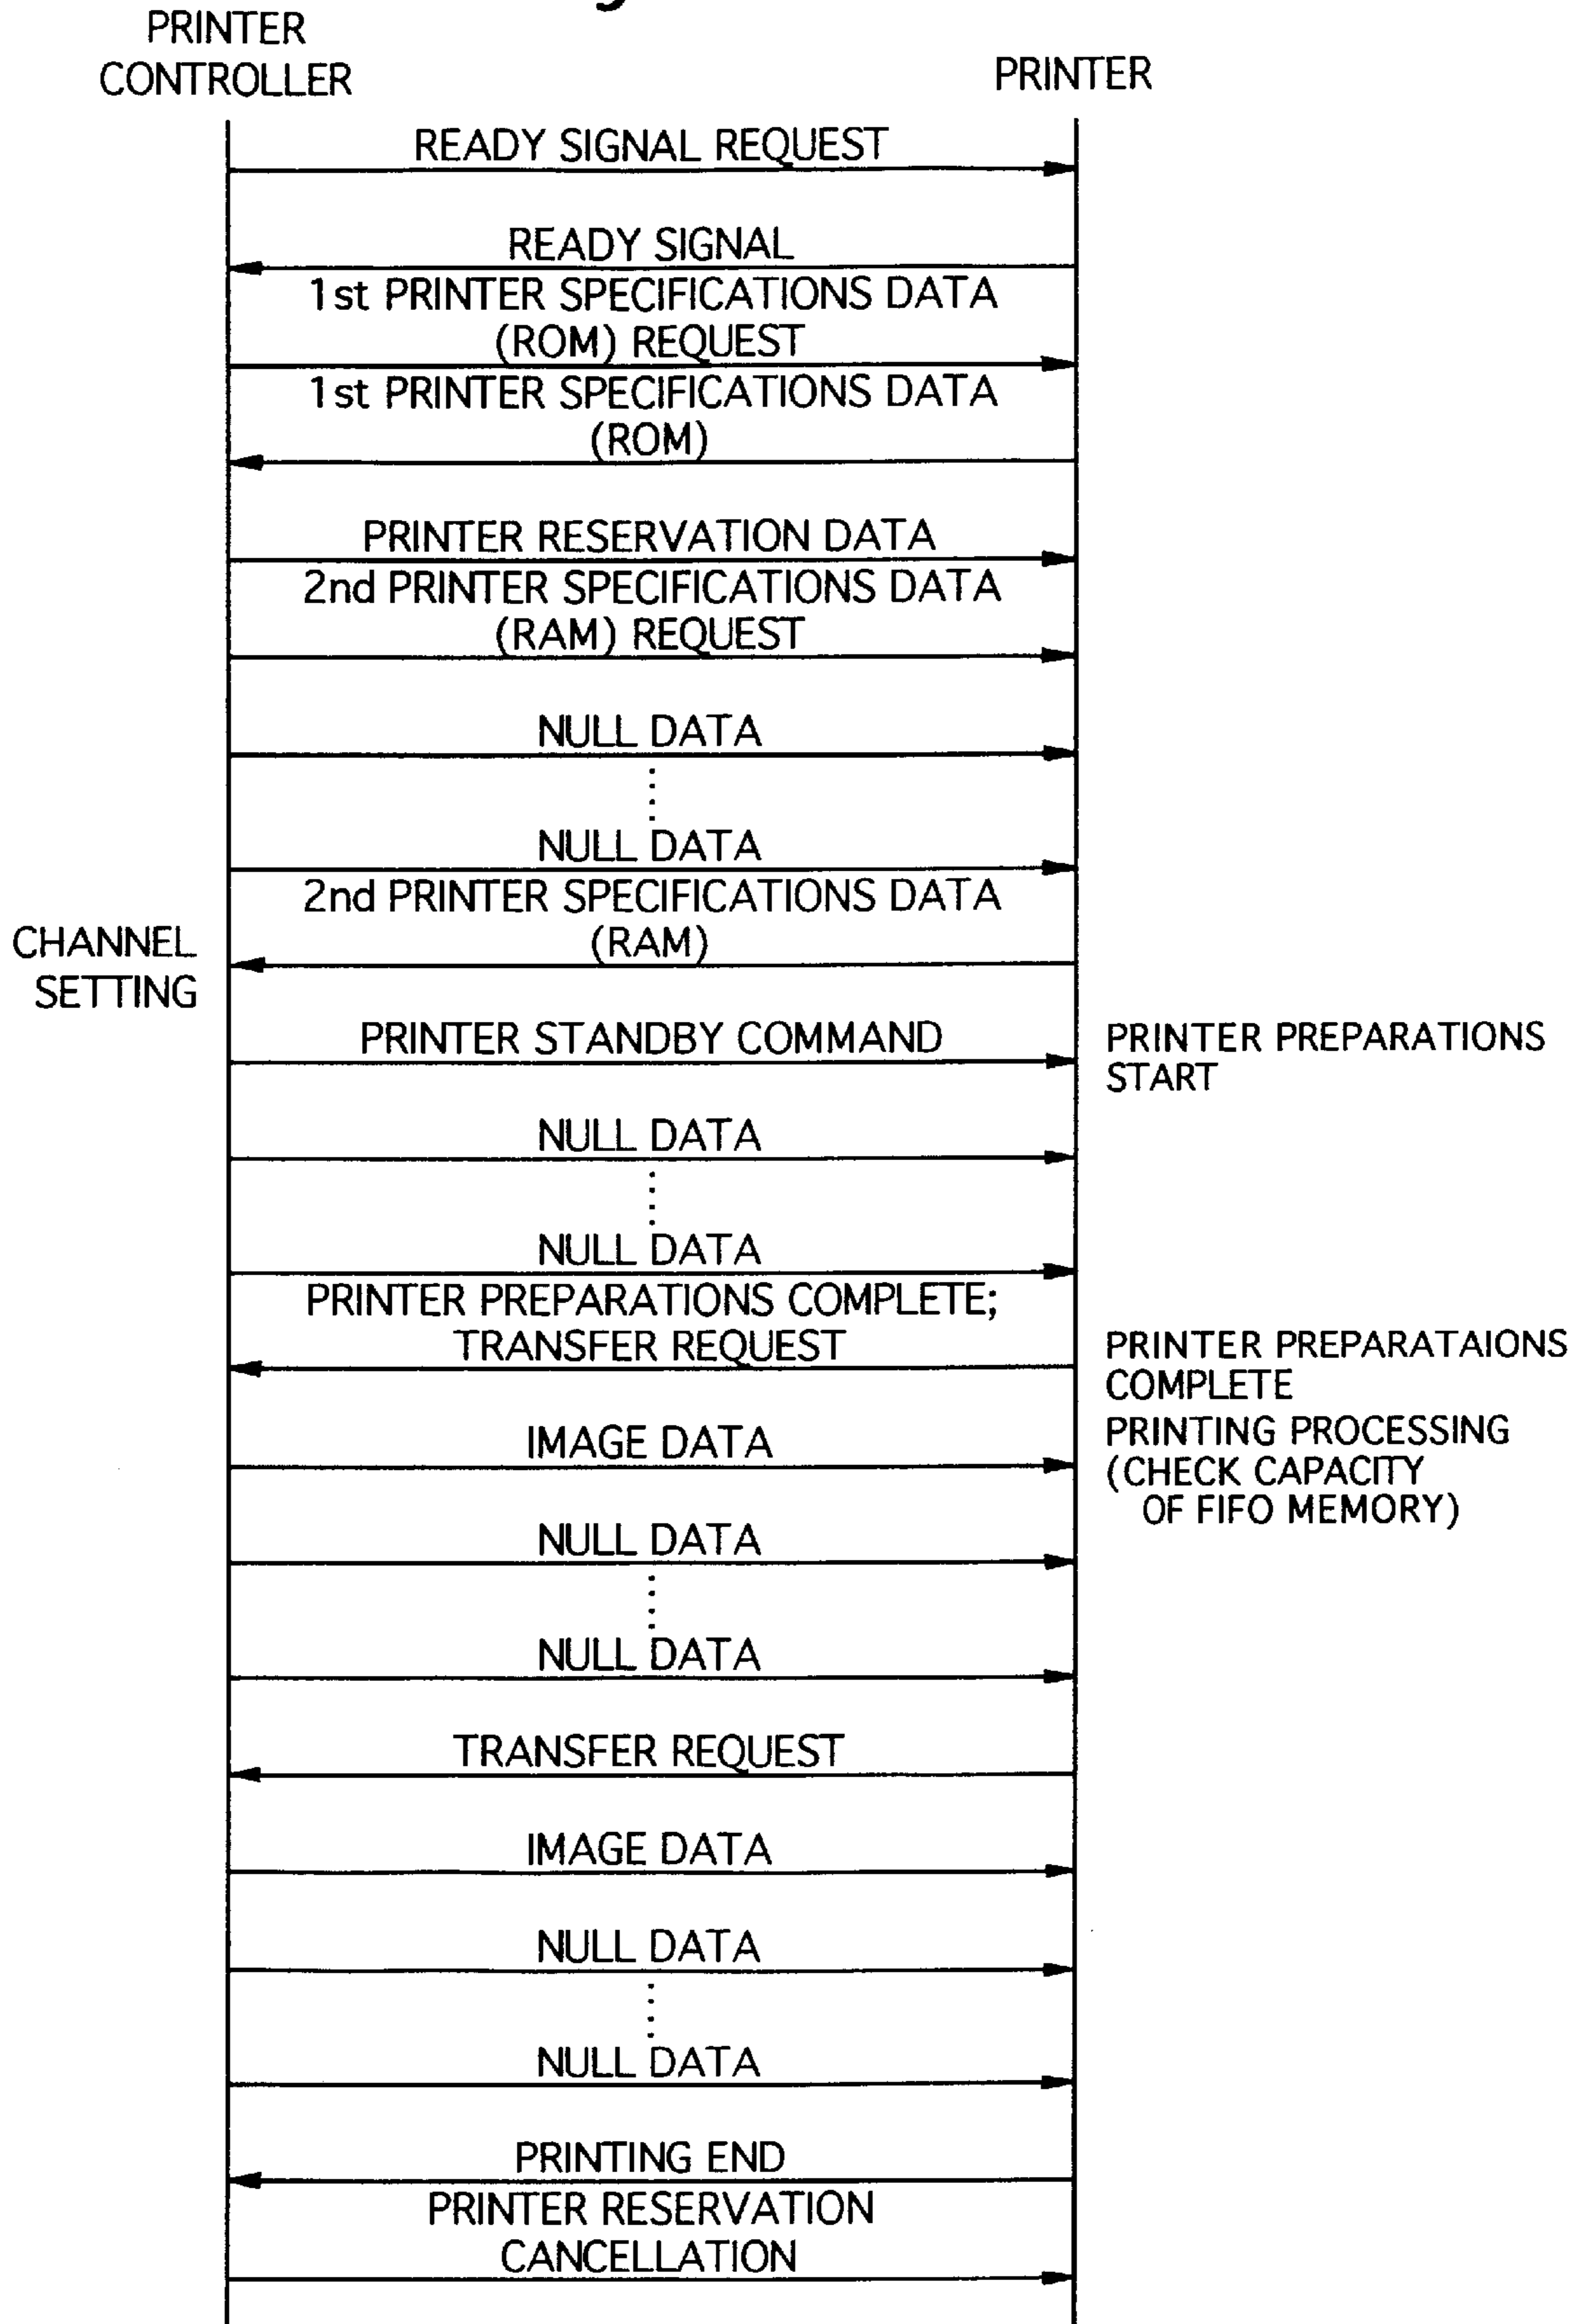 PRINTER
CONTROLLER
PRINTER
READY SIGNAL REQUEST
READY SIGNAL
1st PRINTER SPECIFICATIONS DATA
(ROM) REQUEST
1st PRINTER SPECIFICATIONS DATA
(ROM)
PRINTER RESERVATION DATA
2nd PRINTER SPECIFICATIONS DATA
(RAM) REQUEST
NULL DATA
NULL DATA
2nd PRINTER SPECIFICATIONS DATA
(RAM)
CHANNEL
SETTING
PRINTER STANDBY COMMAND
PRINTER PREPARATIONS
START
NULL DATA
NULL DATA
PRINTER PREPARATIONS COMPLETE;
TRANSFER REQUEST
PRINTER PREPARATAIONS
COMPLETE
IMAGE DATA
PRINTING PROCESSING
(CHECK CAPACITY
OF FIFO MEMORY)
NULL DATA
NULL DATA
TRANSFER REQUEST
IMAGE DATA
NULL DATA
NULL DATA
PRINTING END
PRINTER RESERVATION
CANCELLATION